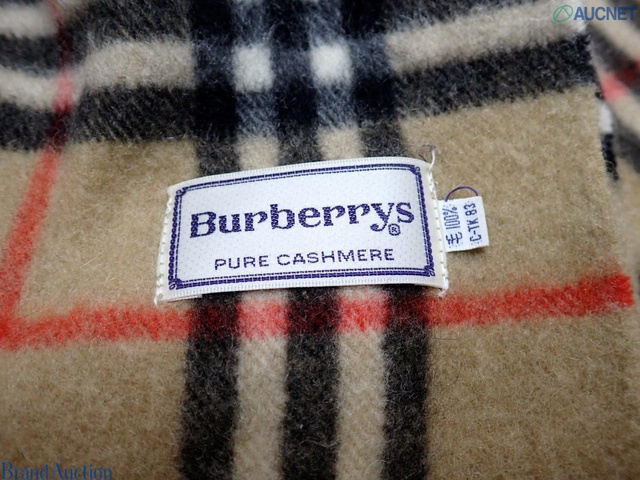 AUCNET
Burberrys®
PURE CASHMERE
毛 100%
C-TK 83
Brand Auction